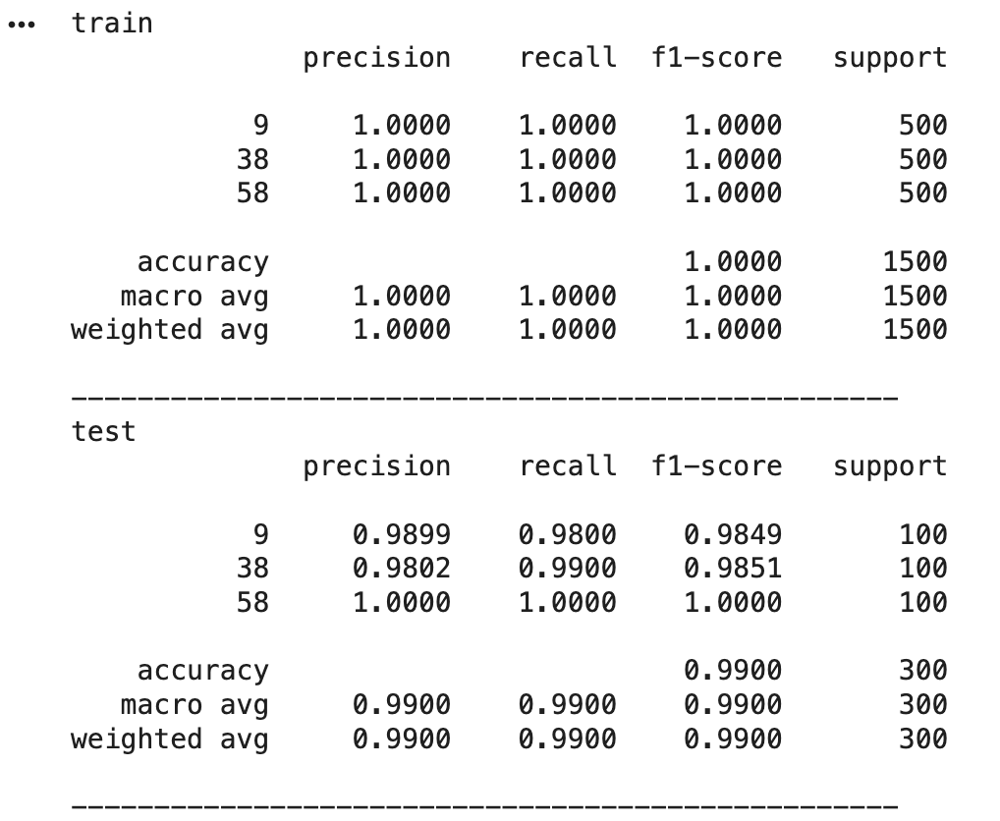 ••• train
precision recall f1-score support
9 1.0000 1.0000 1.0000 500
38 1.0000 1.0000 1.0000 500
58 1.0000 1.0000 1.0000 500
accuracy 1.0000 1500
macro avg 1.0000 1.0000 1.0000 1500
weighted avg 1.0000 1.0000 1.0000 1500
--------------------------------------------------
test
precision recall f1-score support
9 0.9899 0.9800 0.9849 100
38 0.9802 0.9900 0.9851 100
58 1.0000 1.0000 1.0000 100
accuracy 0.9900 300
macro avg 0.9900 0.9900 0.9900 300
weighted avg 0.9900 0.9900 0.9900 300
--------------------------------------------------